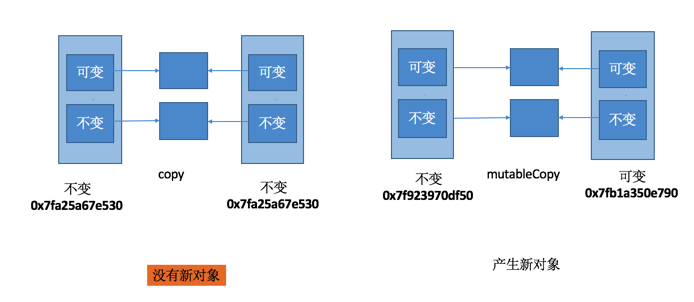 可变
不变
可变
不变
copy
不变
0x7fa25a67e530
不变
0x7fa25a67e530
没有新对象
可变
不变
可变
不变
mutableCopy
不变
0x7f923970df50
可变
0x7fb1a350e790
产生新对象